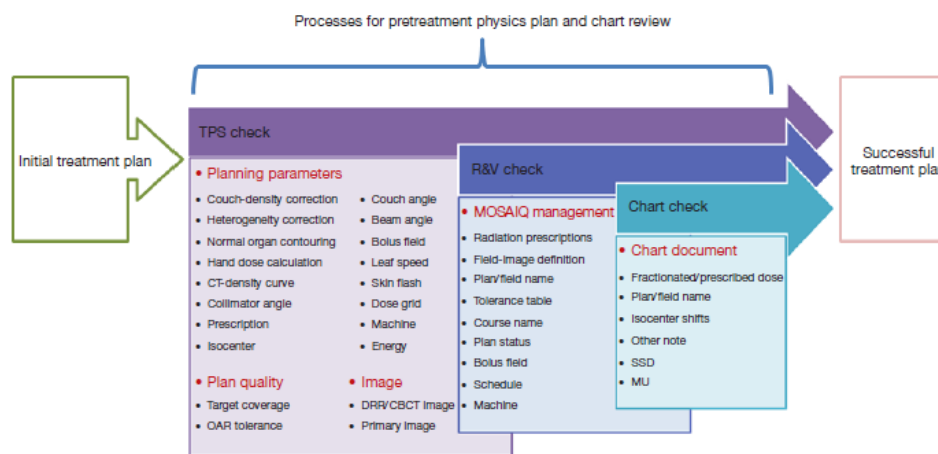 Processes for pretreatment physics plan and chart review
Initial treatment plan
TPS check
• Planning parameters
• Couch-density correction
• Heterogeneity correction
• Normal organ contouring
• Hand dose calculation
• CT-density curve
• Collimator angle
• Prescription
• Isocenter
• Couch angle
• Beam angle
• Bolus field
• Leaf speed
• Skin flash
• Dose grid
• Machine
• Energy
• Plan quality
• Target coverage
• OAR tolerance
• Image
• DRR/CBCT image
• Primary image
R&V check
• MOSAIQ management
• Radiation prescriptions
• Field-image definition
• Plan/field name
• Tolerance table
• Course name
• Plan status
• Bolus field
• Schedule
• Machine
Chart check
• Chart document
• Fractionated/prescribed dose
• Plan/field name
• Isocenter shifts
• Other note
• SSD
• MU
Successful
treatment pla